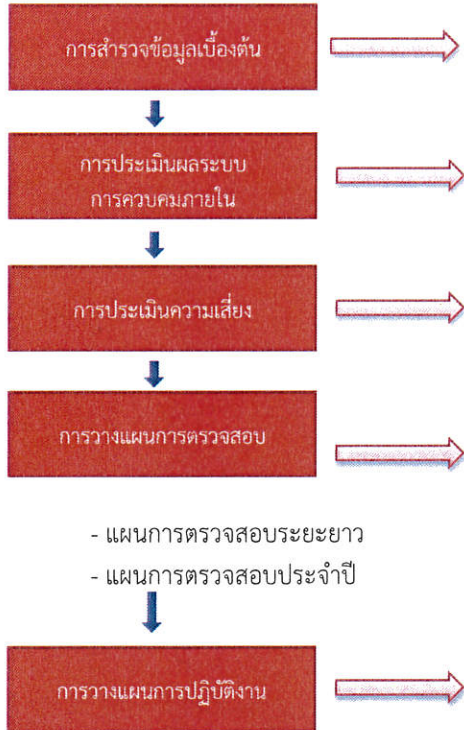 การสำรวจข้อมูลเบื้องต้น
การประเมินผลระบบ
การควบคมภายใน
การประเมินความเสี่ยง
การวางแผนการตรวจสอบ
- แผนการตรวจสอบระยะยาว
- แผนการตรวจสอบประจำปี
การวางแผนการปฏิบัติงาน